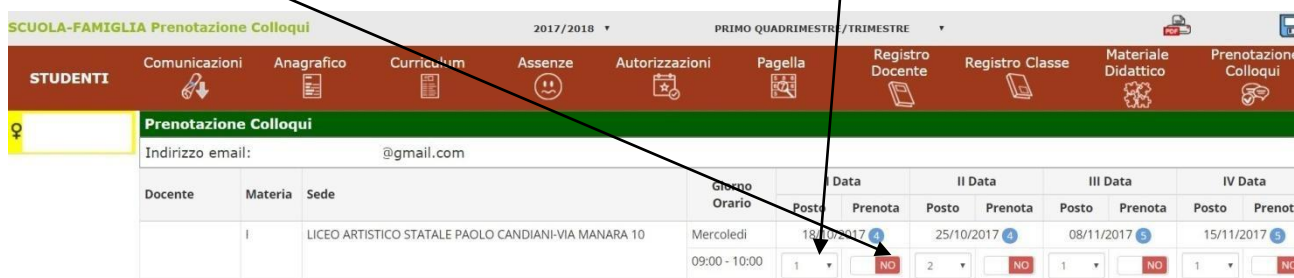 SCUOLA-FAMIGLIA Prenotazione Colloqui 2017/2018 PRIMO QUADRIMESTRE/TRIMESTRE PDF
STUDENTI Comunicazioni Anagrafico Curriculum Assenze Autorizzazioni Pagella Registro Docente Registro Classe Materiale Didattico Prenotazione Colloqui
Prenotazione Colloqui
Indirizzo email: @gmail.com
Docente Materia Sede Giorno Orario I Data II Data III Data IV Data
Posto Prenota Posto Prenota Posto Prenota Posto Prenot
I LICEO ARTISTICO STATALE PAOLO CANDIANI-VIA MANARA 10 Mercoledì 18/10/2017 4 25/10/2017 4 08/11/2017 5 15/11/2017 5
09:00 - 10:00 1 NO 2 NO 1 NO 1 NO